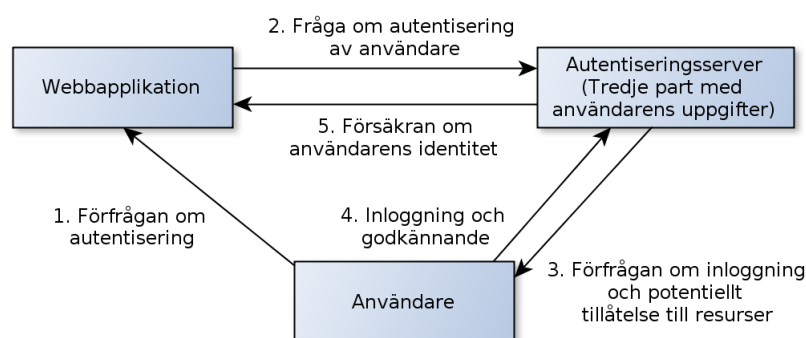 2. Fråga om autentisering
av användare
Webbapplikation
Autentiseringsserver
(Tredje part med
användarens uppgifter)
5. Försäkran om
användarens identitet
1. Förfrågan om
autentisering
4. Inloggning och
godkännande
3. Förfrågan om inloggning
och potentiellt
tillåtelse till resurser
Användare